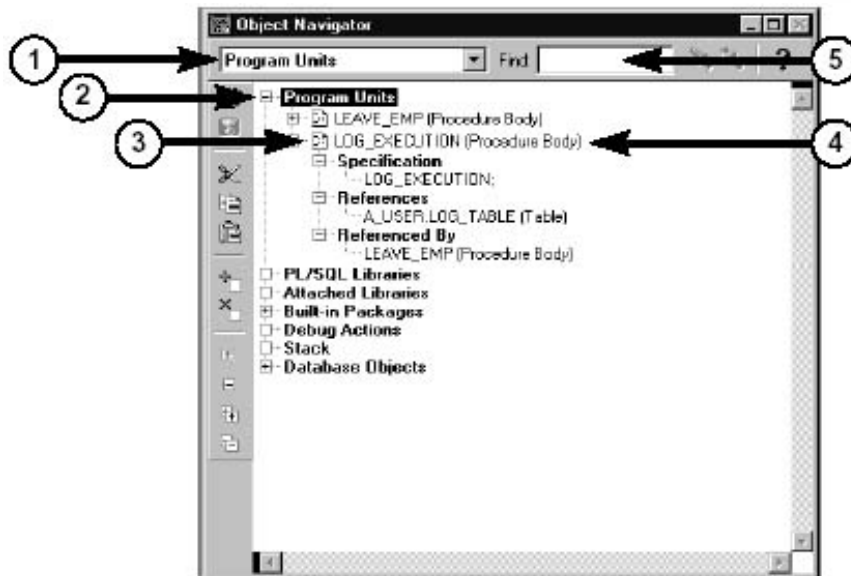 Object Navigator
1 Program Units Find 5
?
2 Program Units
LEAVE_EMP (Procedure Body)
3 LOG_EXECUTION (Procedure Body) 4
Specification
LOG_EXECUTION;
References
A_USER.LOG_TABLE (Table)
Referenced By
LEAVE_EMP (Procedure Body)
PL/SQL Libraries
Attached Libraries
Built-in Packages
Debug Actions
Stack
Database Objects